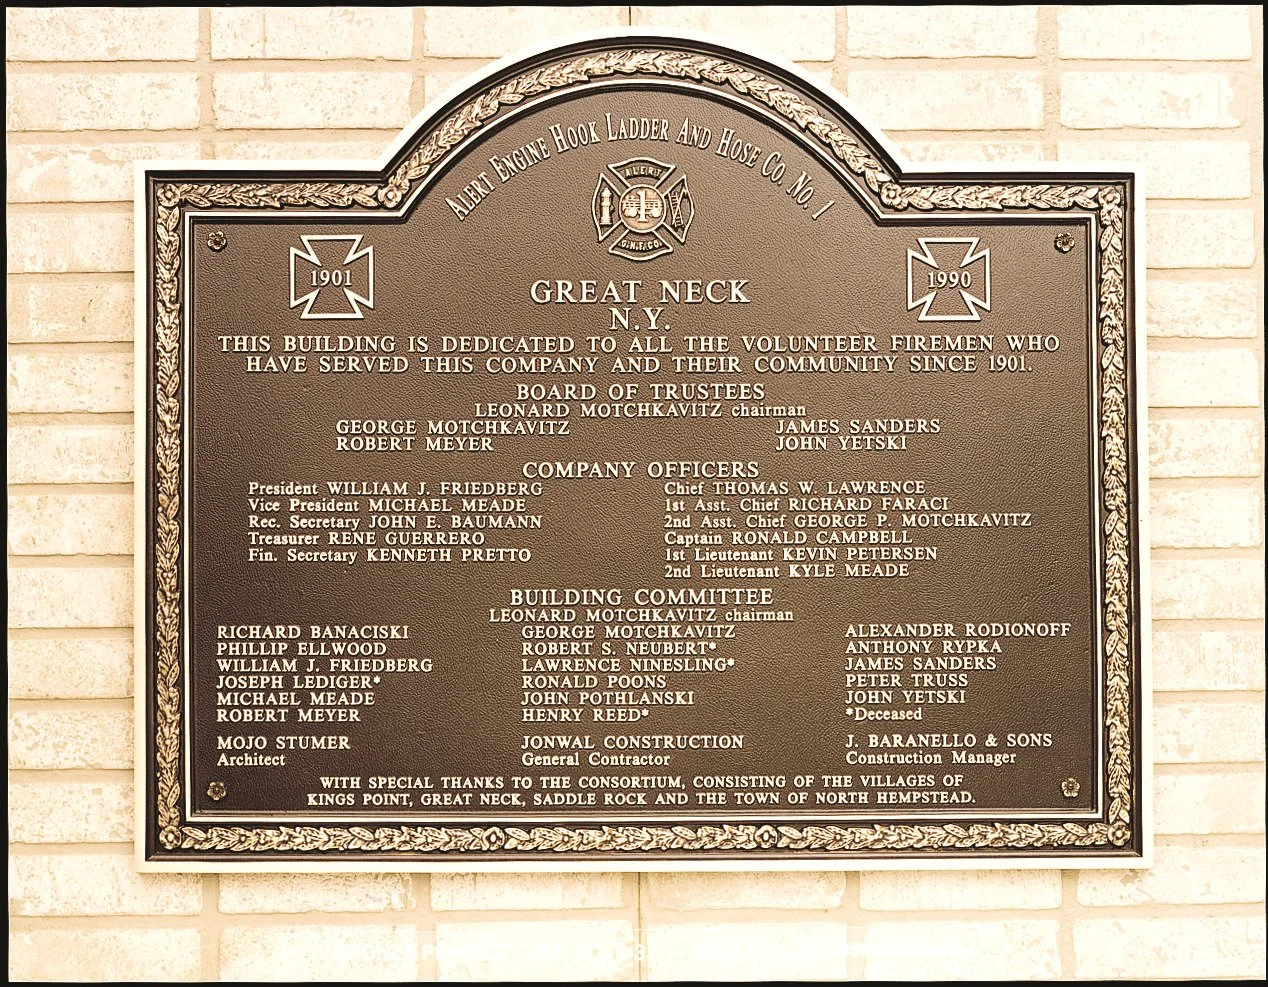 Alert Engine Hook Ladder And Hose Co. No. 1
ALERT
G.N.F.CO.
1901
1990
GREAT NECK
N.Y.
THIS BUILDING IS DEDICATED TO ALL THE VOLUNTEER FIREMEN WHO
HAVE SERVED THIS COMPANY AND THEIR COMMUNITY SINCE 1901.
BOARD OF TRUSTEES
LEONARD MOTCHKAVITZ chairman
GEORGE MOTCHKAVITZ JAMES SANDERS
ROBERT MEYER JOHN YETSKI
COMPANY OFFICERS
President WILLIAM J. FRIEDBERG
Vice President MICHAEL MEADE
Rec. Secretary JOHN E. BAUMANN
Treasurer RENE GUERRERO
Fin. Secretary KENNETH PRETTO
Chief THOMAS W. LAWRENCE
1st Asst. Chief RICHARD FARACI
2nd Asst. Chief GEORGE P. MOTCHKAVITZ
Captain RONALD CAMPBELL
1st Lieutenant KEVIN PETERSEN
2nd Lieutenant KYLE MEADE
BUILDING COMMITTEE
LEONARD MOTCHKAVITZ chairman
RICHARD BANACISKI
PHILLIP ELLWOOD
WILLIAM J. FRIEDBERG
JOSEPH LEDIGER*
MICHAEL MEADE
ROBERT MEYER
GEORGE MOTCHKAVITZ
ROBERT S. NEUBERT*
LAWRENCE NINESLING*
RONALD POONS
JOHN POTHLANSKI
HENRY REED*
ALEXANDER RODIONOFF
ANTHONY RYPKA
JAMES SANDERS
PETER TRUSS
JOHN YETSKI
*Deceased
MOJO STUMER
Architect
JONWAL CONSTRUCTION
General Contractor
J. BARANELLO & SONS
Construction Manager
WITH SPECIAL THANKS TO THE CONSORTIUM, CONSISTING OF THE VILLAGES OF
KINGS POINT, GREAT NECK, SADDLE ROCK AND THE TOWN OF NORTH HEMPSTEAD.